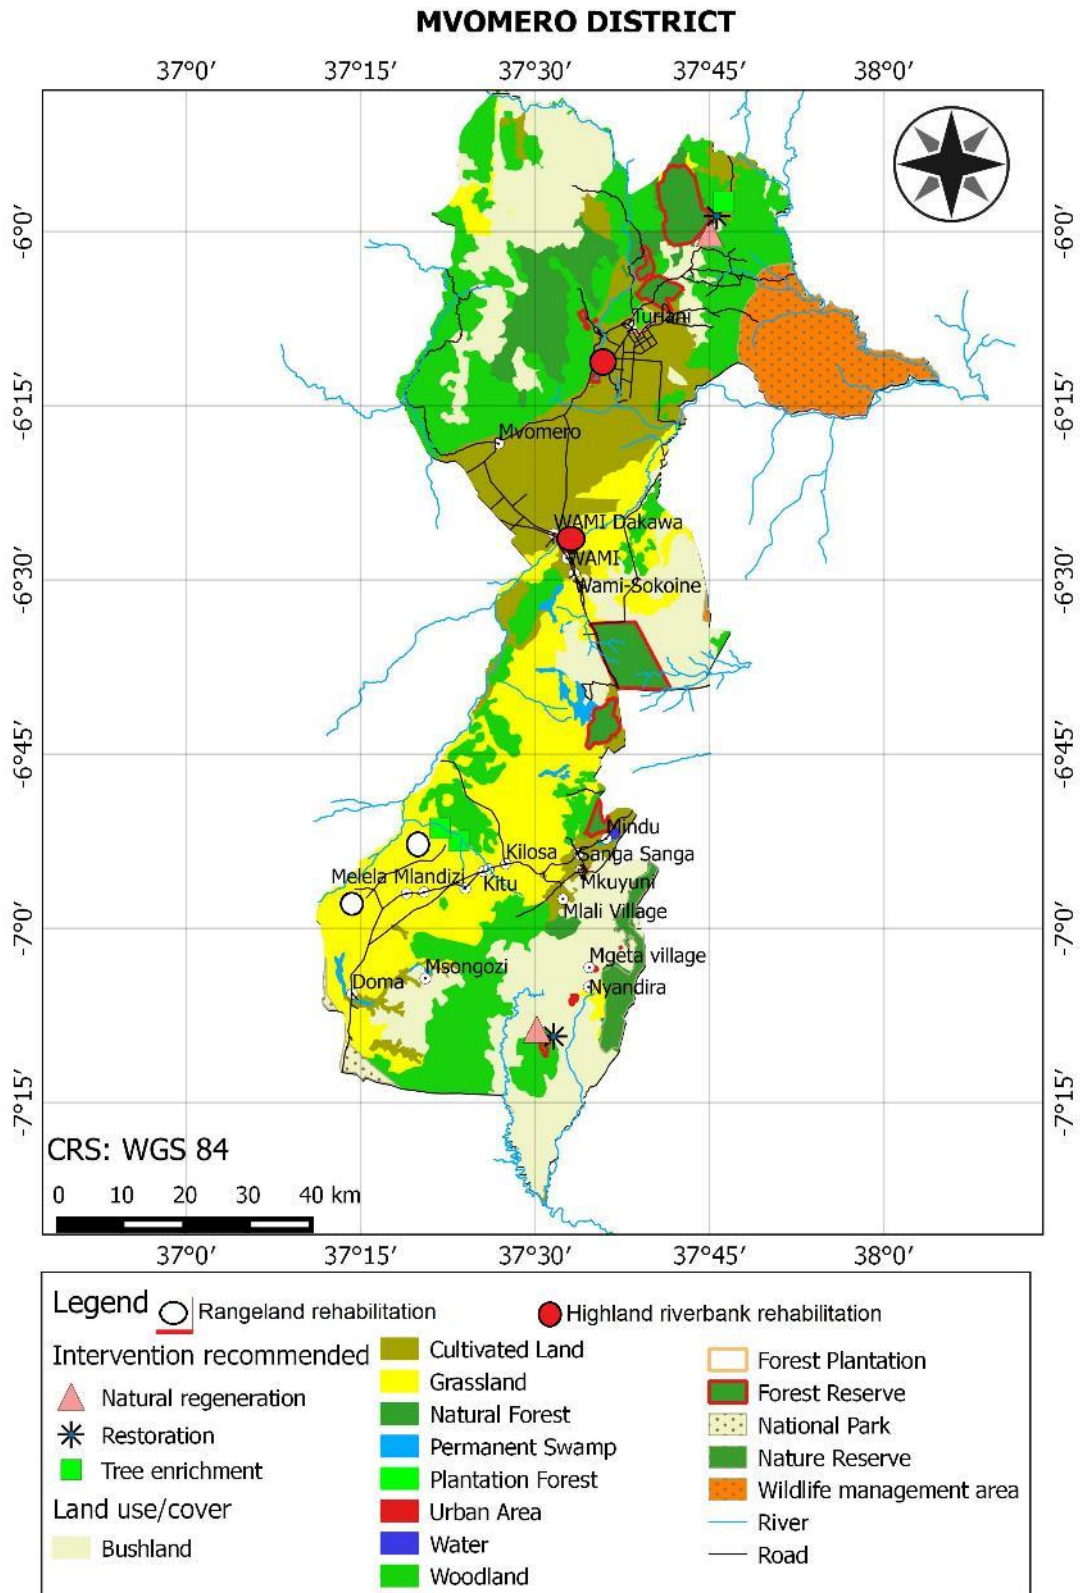 MVOMERO DISTRICT
37°0′ 37°15′ 37°30′ 37°45′ 38°0′
-6°0′ -6°0′
Turiani
-6°15′ -6°15′
Mvomero
WAMI Dakawa
WAMI
-6°30′ -6°30′
Wami-Sokoine
-6°45′ -6°45′
Mindu
Kilosa Sanga Sanga
Melela Mlandizi Kitu Mkuyuni
Mlali Village
-7°0′ -7°0′
Mgeta village
Msongozi
Doma Nyandira
-7°15′ -7°15′
CRS: WGS 84
0 10 20 30 40 km
37°0′ 37°15′ 37°30′ 37°45′ 38°0′
Legend
Rangeland rehabilitation
Highland riverbank rehabilitation
Intervention recommended
Natural regeneration
Restoration
Tree enrichment
Land use/cover
Bushland
Cultivated Land
Grassland
Natural Forest
Permanent Swamp
Plantation Forest
Urban Area
Water
Woodland
Forest Plantation
Forest Reserve
National Park
Nature Reserve
Wildlife management area
River
Road